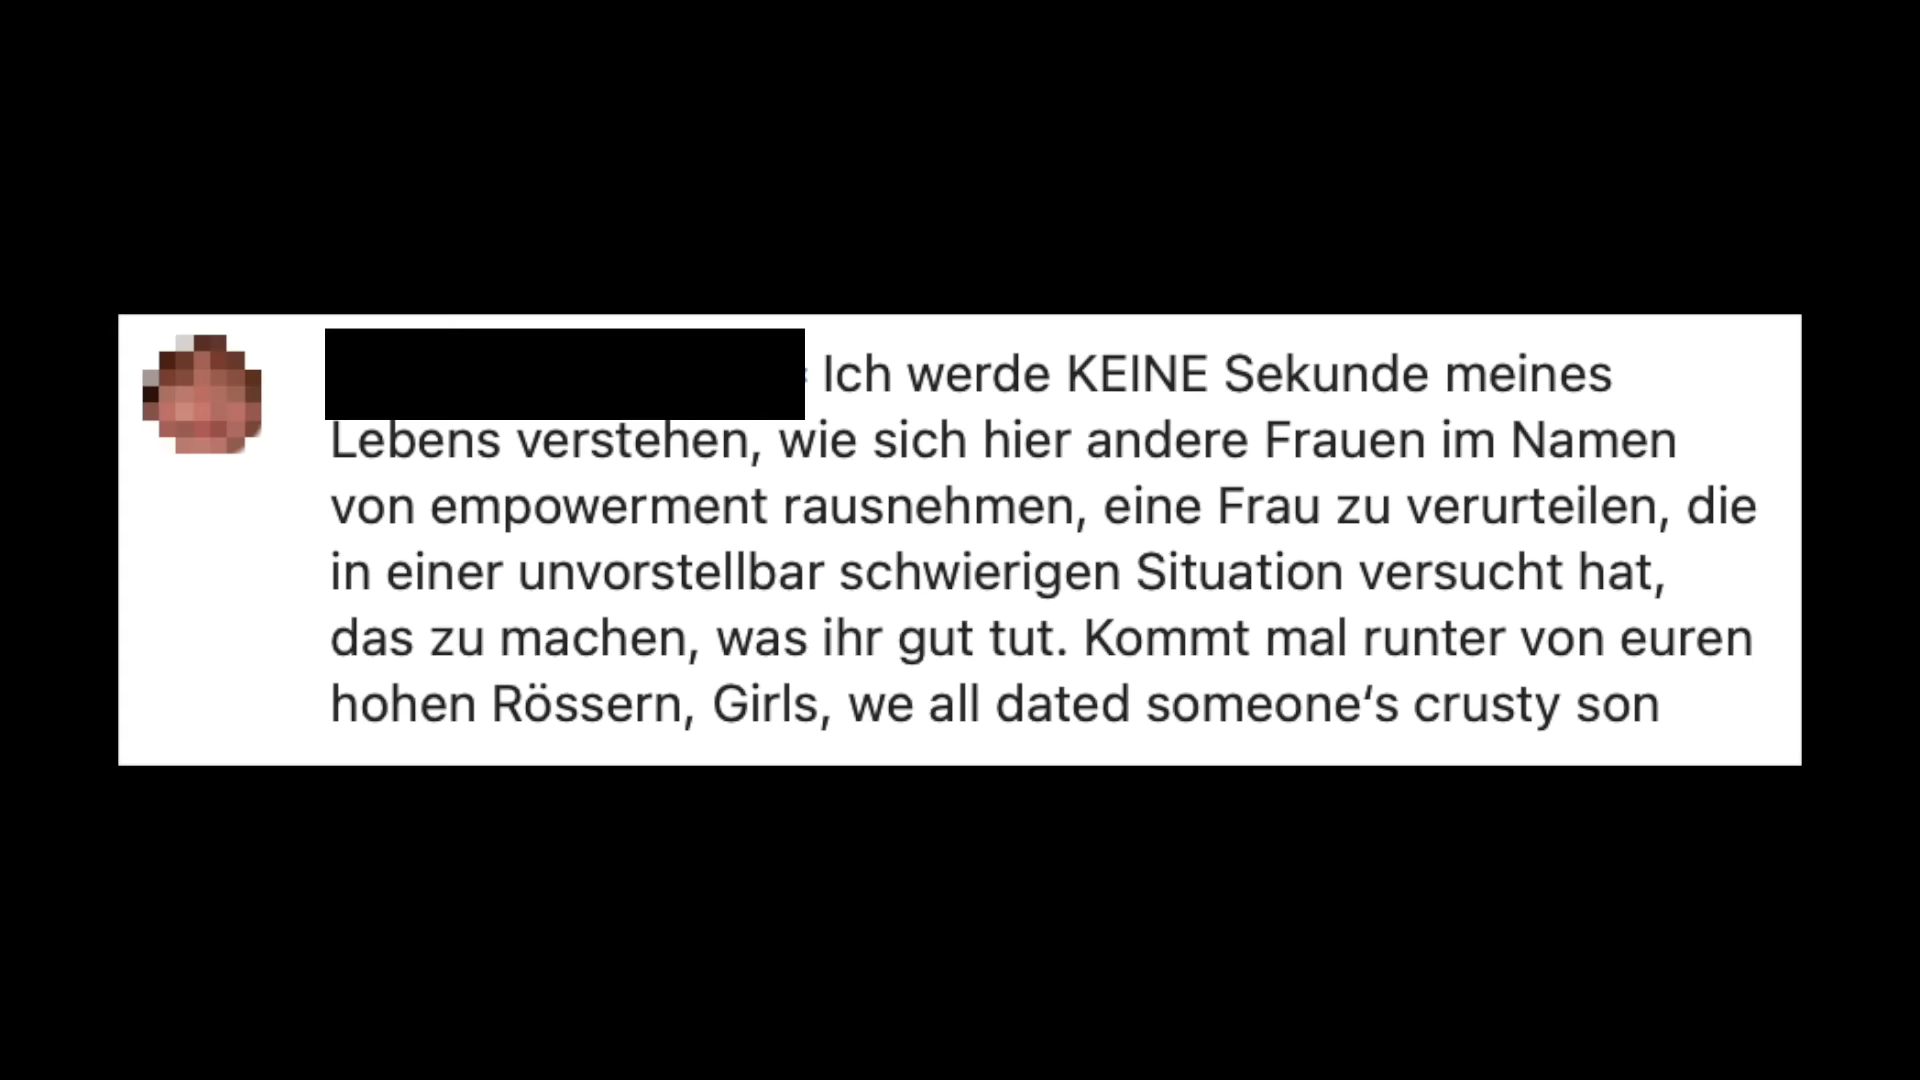 Ich werde KEINE Sekunde meines
Lebens verstehen, wie sich hier andere Frauen im Namen
von empowerment rausnehmen, eine Frau zu verurteilen, die
in einer unvorstellbar schwierigen Situation versucht hat,
das zu machen, was ihr gut tut. Kommt mal runter von euren
hohen Rössern, Girls, we all dated someone‘s crusty son